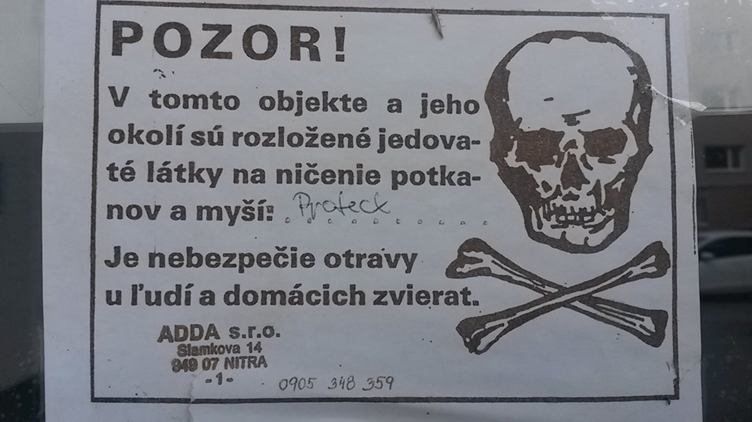 POZOR!
V tomto objekte a jeho
okolí sú rozložené jedova-
té látky na ničenie potka-
nov a myší: Proteck
Je nebezpečie otravy
u ľudí a domácich zvierat.
ADDA s.r.o.
Slamkova 14
949 07 NITRA
-1-
0905 348 359